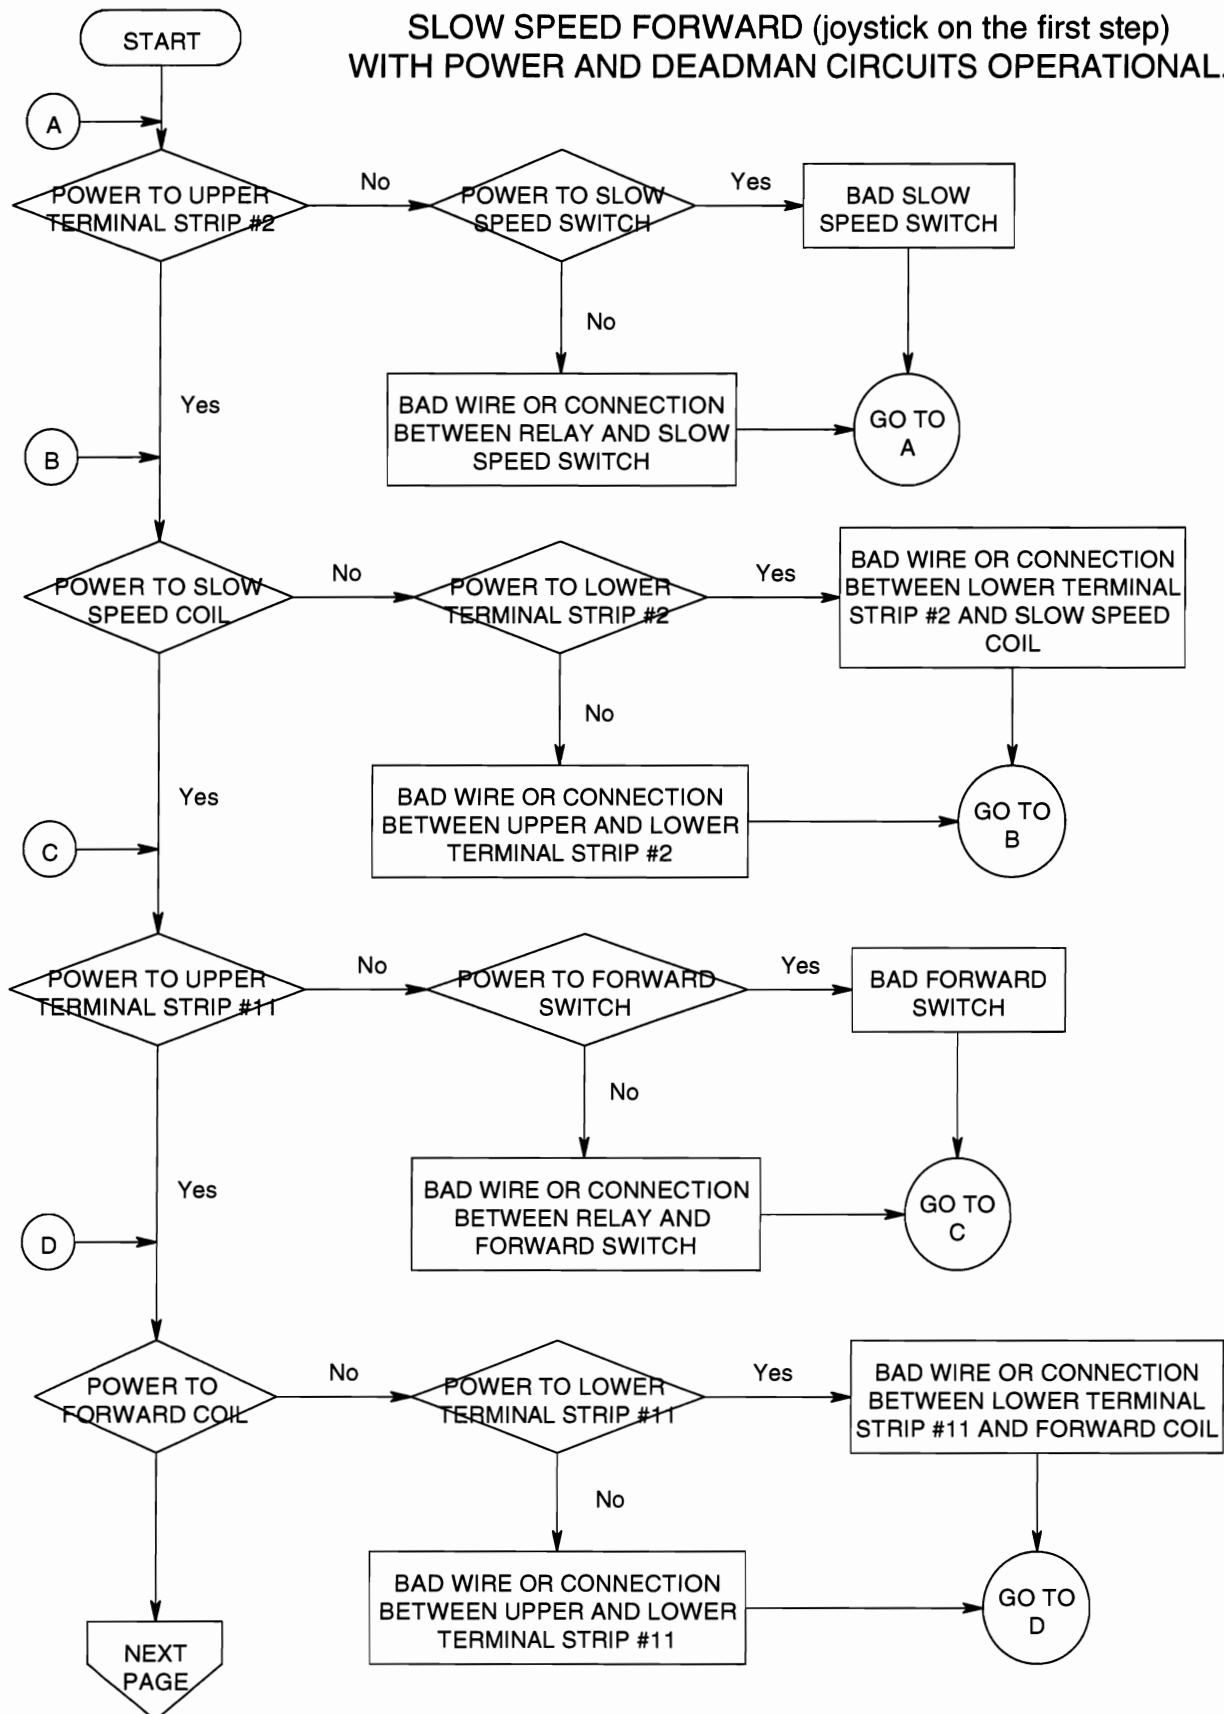 SLOW SPEED FORWARD (joystick on the first step)
WITH POWER AND DEADMAN CIRCUITS OPERATIONAL.
START
A
POWER TO UPPER
TERMINAL STRIP #2
No
POWER TO SLOW
SPEED SWITCH
Yes
BAD SLOW
SPEED SWITCH
No
Yes
BAD WIRE OR CONNECTION
BETWEEN RELAY AND SLOW
SPEED SWITCH
GO TO
A
B
POWER TO SLOW
SPEED COIL
No
POWER TO LOWER
TERMINAL STRIP #2
Yes
BAD WIRE OR CONNECTION
BETWEEN LOWER TERMINAL
STRIP #2 AND SLOW SPEED
COIL
No
Yes
BAD WIRE OR CONNECTION
BETWEEN UPPER AND LOWER
TERMINAL STRIP #2
GO TO
B
C
POWER TO UPPER
TERMINAL STRIP #11
No
POWER TO FORWARD
SWITCH
Yes
BAD FORWARD
SWITCH
No
Yes
BAD WIRE OR CONNECTION
BETWEEN RELAY AND
FORWARD SWITCH
GO TO
C
D
POWER TO
FORWARD COIL
No
POWER TO LOWER
TERMINAL STRIP #11
Yes
BAD WIRE OR CONNECTION
BETWEEN LOWER TERMINAL
STRIP #11 AND FORWARD COIL
No
BAD WIRE OR CONNECTION
BETWEEN UPPER AND LOWER
TERMINAL STRIP #11
GO TO
D
NEXT
PAGE